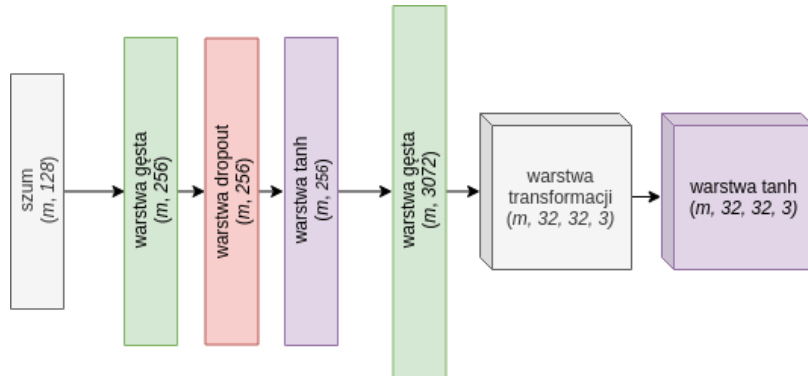 szum
(m, 128)
warstwa gęsta
(m, 256)
warstwa dropout
(m, 256)
warstwa tanh
(m, 256)
warstwa gęsta
(m, 3072)
warstwa
transformacji
(m, 32, 32, 3)
warstwa tanh
(m, 32, 32, 3)